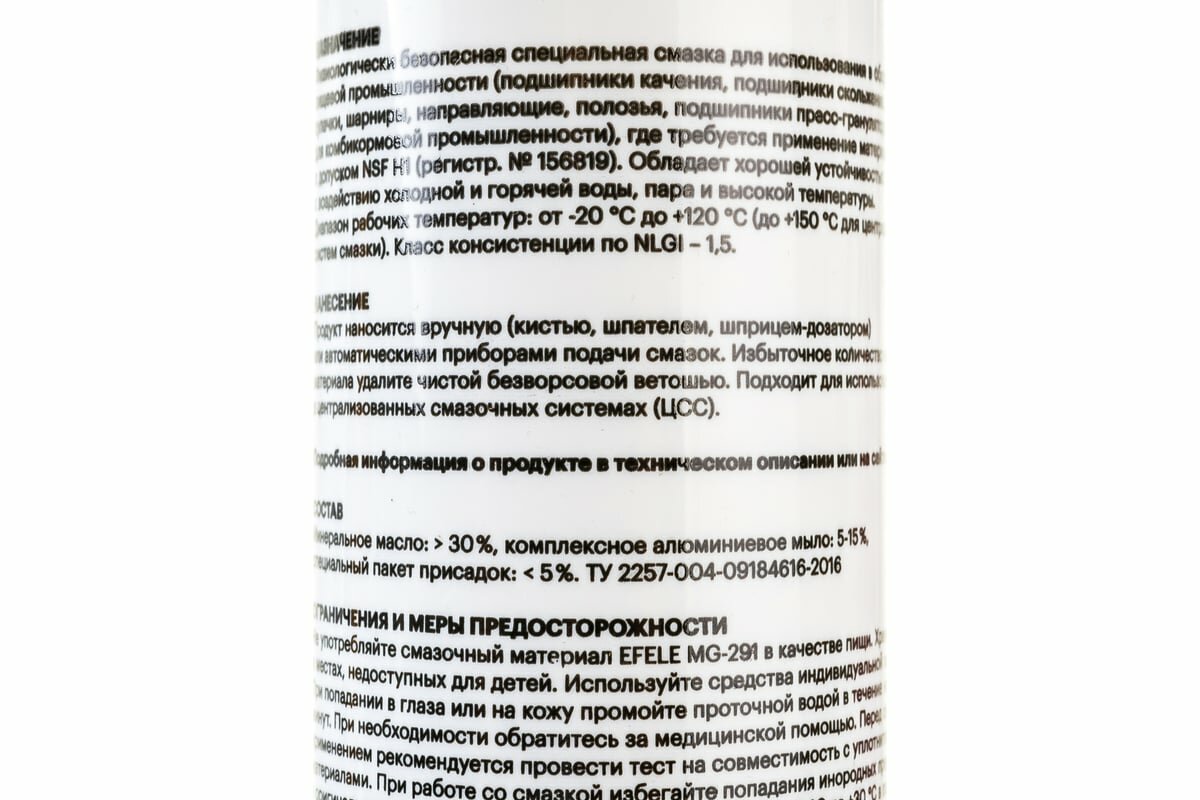 НАЗНАЧЕНИЕ
безопасная специальная смазка для использования в
промышленности (подшипники качения, подшипники скольжения
шарниры, направляющие, полозья, подшипники пресс-гранулято
комбикормовой промышленности), где требуется применение
допуском NSF H1 (регистр. № 156819). Обладает хорошей устойчивость
воздействию холодной и горячей воды, пара и высокой температуры.
Диапазон рабочих температур: от -20 °C до +120 °C (до +150 °C для
систем смазки). Класс консистенции по NLGI – 1,5.
НАНЕСЕНИЕ
Продукт наносится вручную (кистью, шпателем, шприцем-дозатором)
или автоматическими приборами подачи смазок. Избыточное количество
материала удалите чистой безворсовой ветошью. Подходит для
централизованных смазочных системах (ЦСС).
Подробная информация о продукте в техническом описании или на
СОСТАВ
Минеральное масло: > 30%, комплексное алюминиевое мыло: 5-15%,
специальный пакет присадок: < 5%. ТУ 2257-004-09184616-2016
ОГРАНИЧЕНИЯ И МЕРЫ ПРЕДОСТОРОЖНОСТИ
Не употребляйте смазочный материал EFELE MG-291 в качестве пищи.
местах, недоступных для детей. Используйте средства индивидуальной
При попадании в глаза или на кожу промойте проточной водой в течение
минут. При необходимости обратитесь за медицинской помощью. Перед
применением рекомендуется провести тест на совместимость с
материалами. При работе со смазкой избегайте попадания инородных